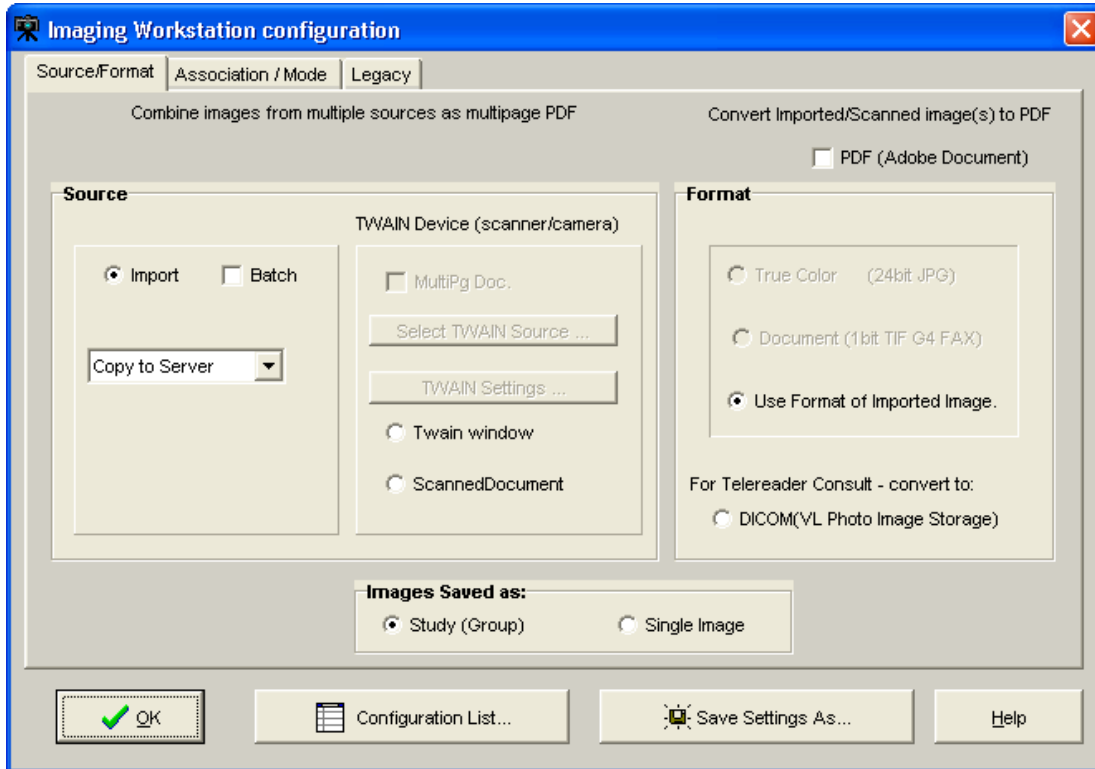 Imaging Workstation configuration
Source/Format Association / Mode Legacy
Combine images from multiple sources as multipage PDF
Convert Imported/Scanned image(s) to PDF
PDF (Adobe Document)
Source
TWAIN Device (scanner/camera)
Import Batch
Copy to Server
MultiPg Doc.
Select TWAIN Source ...
TWAIN Settings ...
Twain window
ScannedDocument
Format
True Color (24bit JPG)
Document (1bit TIF G4 FAX)
Use Format of Imported Image.
For Telereader Consult - convert to:
DICOM(VL Photo Image Storage)
Images Saved as:
Study (Group) Single Image
OK Configuration List... Save Settings As... Help